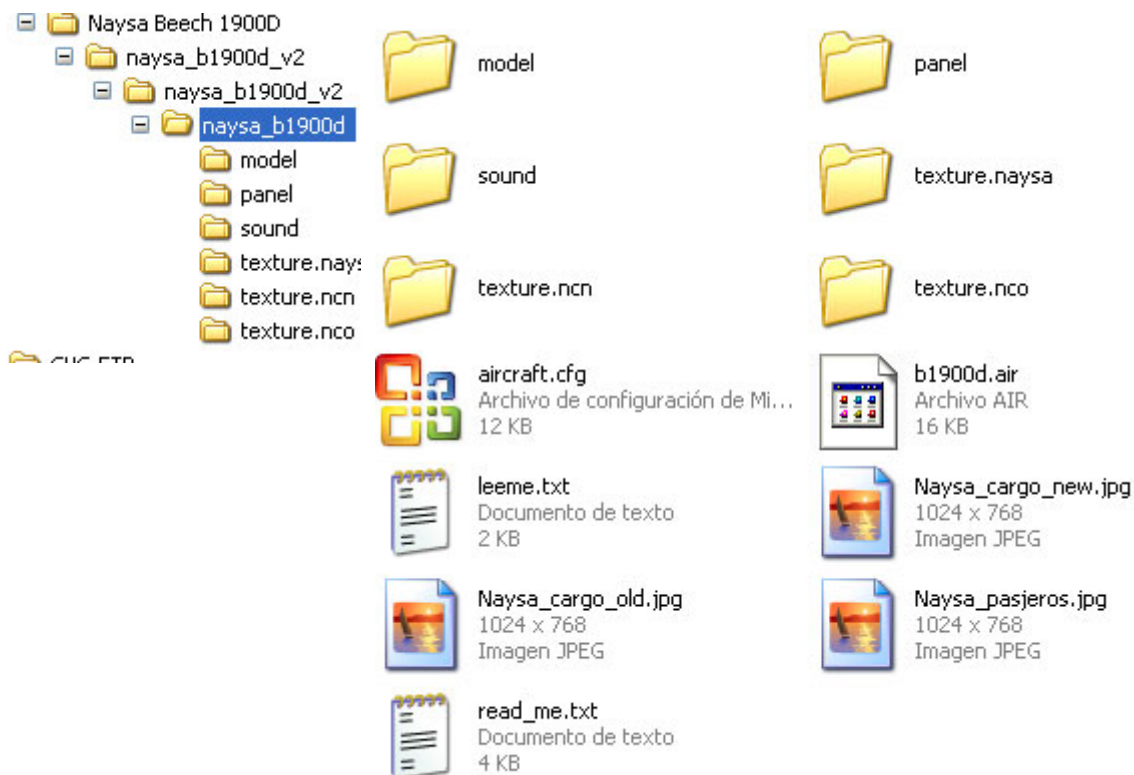 Naysa Beech 1900D
naysa_b1900d_v2
naysa_b1900d_v2
naysa_b1900d
model
panel
sound
texture.nays
texture.ncn
texture.nco
model
panel
sound
texture.naysa
texture.ncn
texture.nco
aircraft.cfg
Archivo de configuración de Mi...
12 KB
b1900d.air
Archivo AIR
16 KB
leeme.txt
Documento de texto
2 KB
Naysa_cargo_new.jpg
1024 x 768
Imagen JPEG
Naysa_cargo_old.jpg
1024 x 768
Imagen JPEG
Naysa_pasjeros.jpg
1024 x 768
Imagen JPEG
read_me.txt
Documento de texto
4 KB